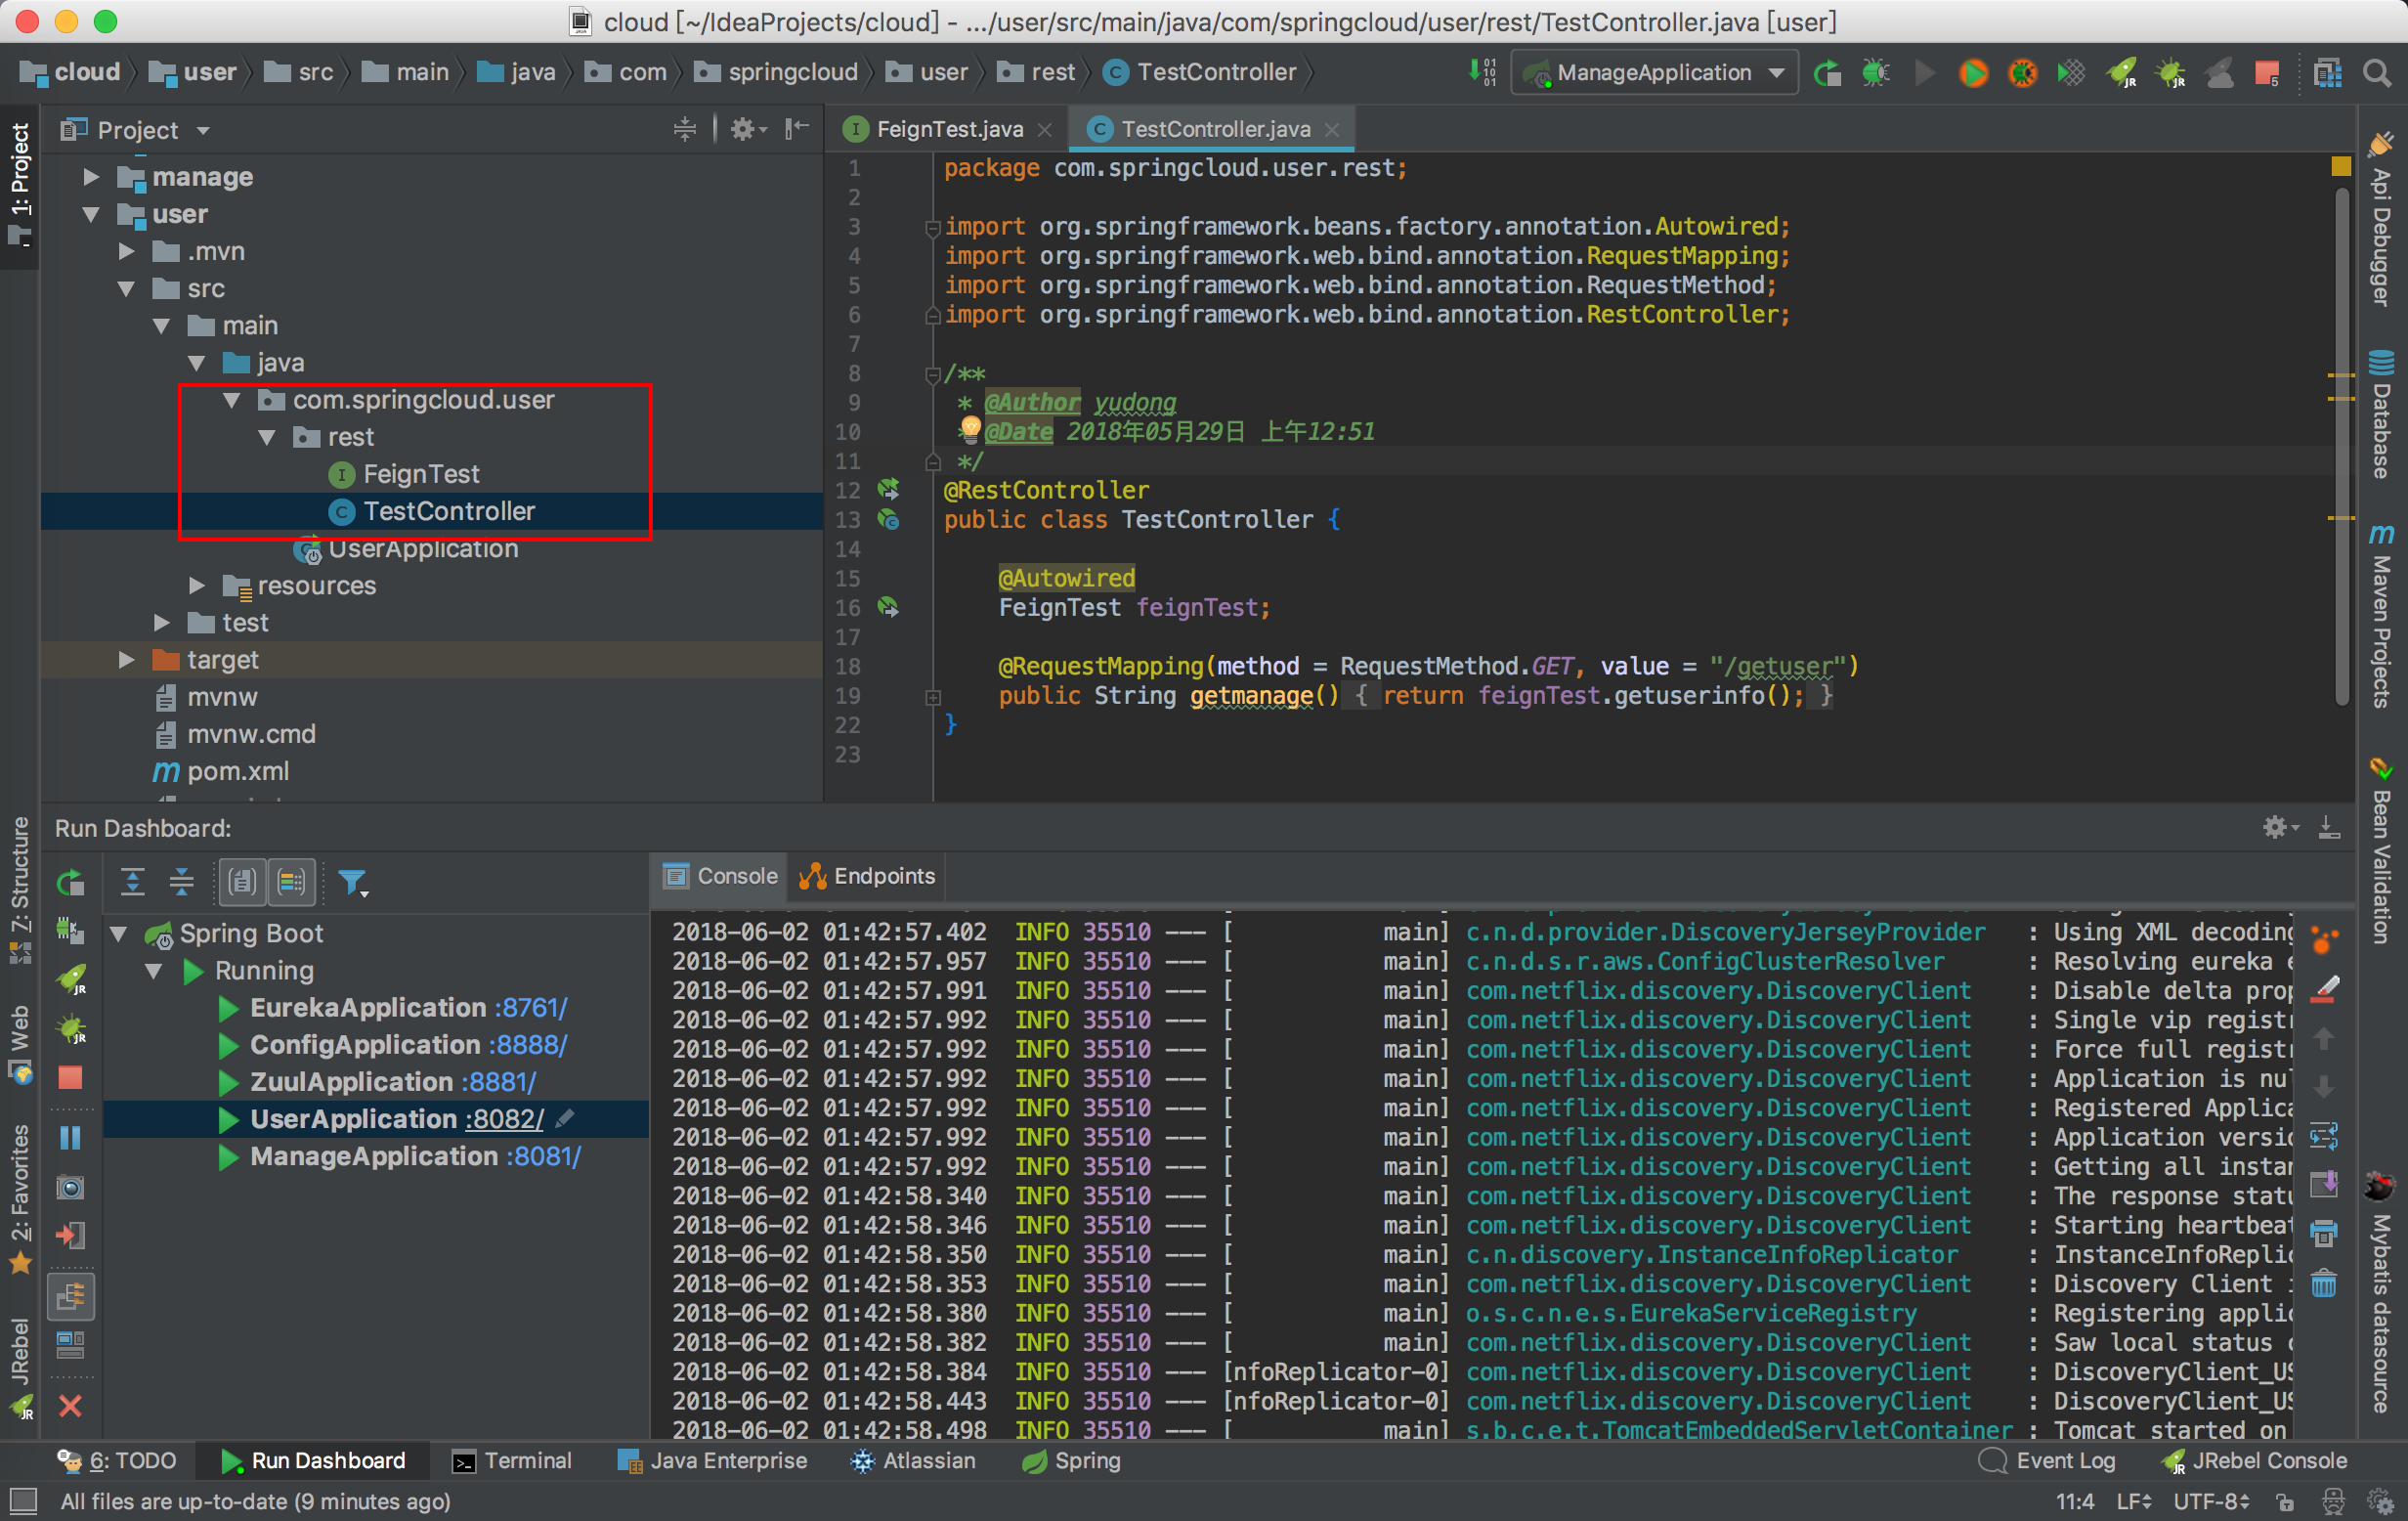 cloud [~/IdeaProjects/cloud] - .../user/src/main/java/com/springcloud/user/rest/TestController.java [user]
cloud user src main java com springcloud user rest TestController
ManageApplication
5
1: Project
Project
manage
user
.mvn
src
main
java
com.springcloud.user
rest
FeignTest
TestController
UserApplication
resources
test
target
mvnw
mvnw.cmd
pom.xml
FeignTest.java
TestController.java
1 package com.springcloud.user.rest;
2
3 import org.springframework.beans.factory.annotation.Autowired;
4 import org.springframework.web.bind.annotation.RequestMapping;
5 import org.springframework.web.bind.annotation.RequestMethod;
6 import org.springframework.web.bind.annotation.RestController;
7
8 /**
9 * @Author yudong
10 * @Date 2018年05月29日 上午12:51
11 */
12 @RestController
13 public class TestController {
14
15 @Autowired
16 FeignTest feignTest;
17
18 @RequestMapping(method = RequestMethod.GET, value = "/getuser")
19 public String getmanage() { return feignTest.getuserinfo(); }
22 }
23
Api Debugger
Database
Maven Projects
Bean Validation
Mybatis datasource
Z: Structure
Web
2: Favorites
JRebel
Run Dashboard:
Spring Boot
Running
EurekaApplication :8761/
ConfigApplication :8888/
ZuulApplication :8881/
UserApplication :8082/
ManageApplication :8081/
Console
Endpoints
2018-06-02 01:42:57.402 INFO 35510 --- [ main] c.n.d.provider.DiscoveryJerseyProvider : Using XML decoding
2018-06-02 01:42:57.957 INFO 35510 --- [ main] c.n.d.s.r.aws.ConfigClusterResolver : Resolving eureka e
2018-06-02 01:42:57.991 INFO 35510 --- [ main] com.netflix.discovery.DiscoveryClient : Disable delta prop
2018-06-02 01:42:57.992 INFO 35510 --- [ main] com.netflix.discovery.DiscoveryClient : Single vip registr
2018-06-02 01:42:57.992 INFO 35510 --- [ main] com.netflix.discovery.DiscoveryClient : Force full registr
2018-06-02 01:42:57.992 INFO 35510 --- [ main] com.netflix.discovery.DiscoveryClient : Application is nul
2018-06-02 01:42:57.992 INFO 35510 --- [ main] com.netflix.discovery.DiscoveryClient : Registered Applica
2018-06-02 01:42:57.992 INFO 35510 --- [ main] com.netflix.discovery.DiscoveryClient : Application versio
2018-06-02 01:42:57.992 INFO 35510 --- [ main] com.netflix.discovery.DiscoveryClient : Getting all instan
2018-06-02 01:42:58.340 INFO 35510 --- [ main] com.netflix.discovery.DiscoveryClient : The response statu
2018-06-02 01:42:58.346 INFO 35510 --- [ main] com.netflix.discovery.DiscoveryClient : Starting heartbeat
2018-06-02 01:42:58.350 INFO 35510 --- [ main] c.n.discovery.InstanceInfoReplicator : InstanceInfoReplic
2018-06-02 01:42:58.353 INFO 35510 --- [ main] com.netflix.discovery.DiscoveryClient : Discovery Client i
2018-06-02 01:42:58.380 INFO 35510 --- [ main] o.s.c.n.e.s.EurekaServiceRegistry : Registering applic
2018-06-02 01:42:58.382 INFO 35510 --- [ main] com.netflix.discovery.DiscoveryClient : Saw local status c
2018-06-02 01:42:58.384 INFO 35510 --- [nfoReplicator-0] com.netflix.discovery.DiscoveryClient : DiscoveryClient_US
2018-06-02 01:42:58.443 INFO 35510 --- [nfoReplicator-0] com.netflix.discovery.DiscoveryClient : DiscoveryClient_US
2018-06-02 01:42:58.498 INFO 35510 --- [ main] s.b.c.e.t.TomcatEmbeddedServletContainer : Tomcat started on
6: TODO
Run Dashboard
Terminal
Java Enterprise
Atlassian
Spring
Event Log
JRebel Console
All files are up-to-date (9 minutes ago)
11:4 LF UTF-8